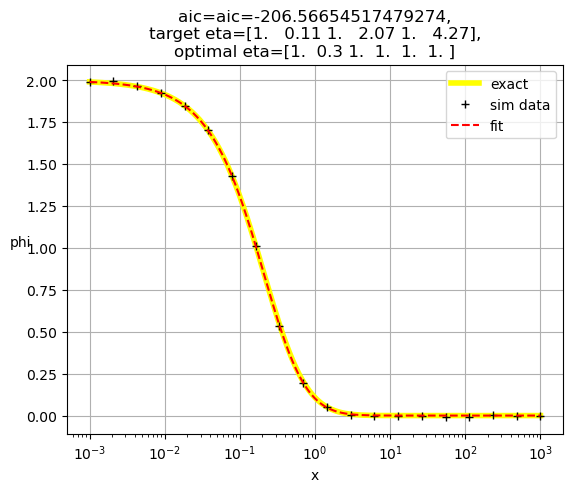 aic=aic=-206.56654517479274,
target eta=[1.   0.11 1.   2.07 1.   4.27],
optimal eta=[1.  0.3 1.  1.  1.  1. ]
2.00
1.75
1.50
1.25
1.00
0.75
0.50
0.25
0.00
phi
exact
sim data
fit
10⁻³
10⁻²
10⁻¹
10⁰
10¹
10²
10³
x